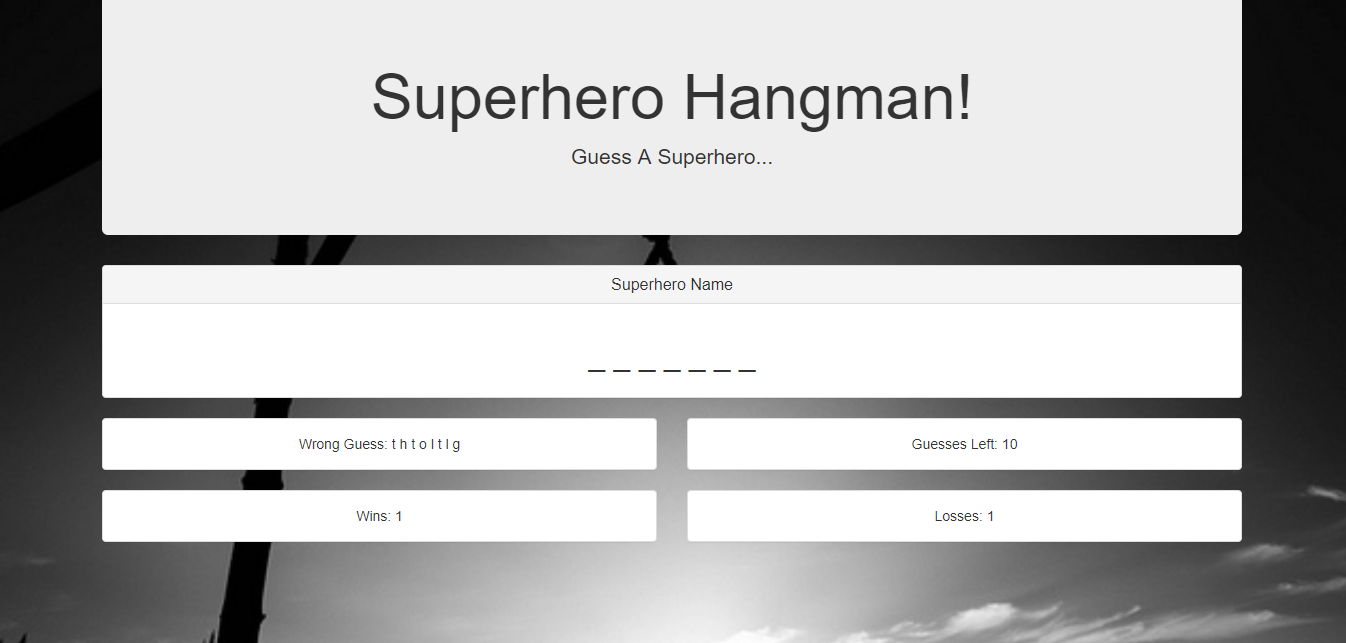 Superhero Hangman!
Guess A Superhero...
Superhero Name
_ _ _ _ _ _ _
Wrong Guess: t h t o l t l g
Guesses Left: 10
Wins: 1
Losses: 1